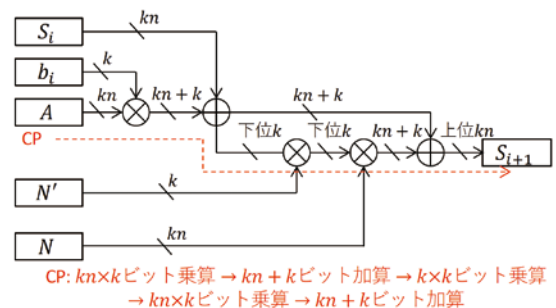 S_i
kn
b_i
k
A
kn
kn + k
kn + k
CP
下位k
下位k
kn + k
上位kn
S_{i+1}
N'
k
N
kn
CP: kn×kビット乗算 → kn + kビット加算 → k×kビット乗算
→ kn×kビット乗算 → kn + kビット加算